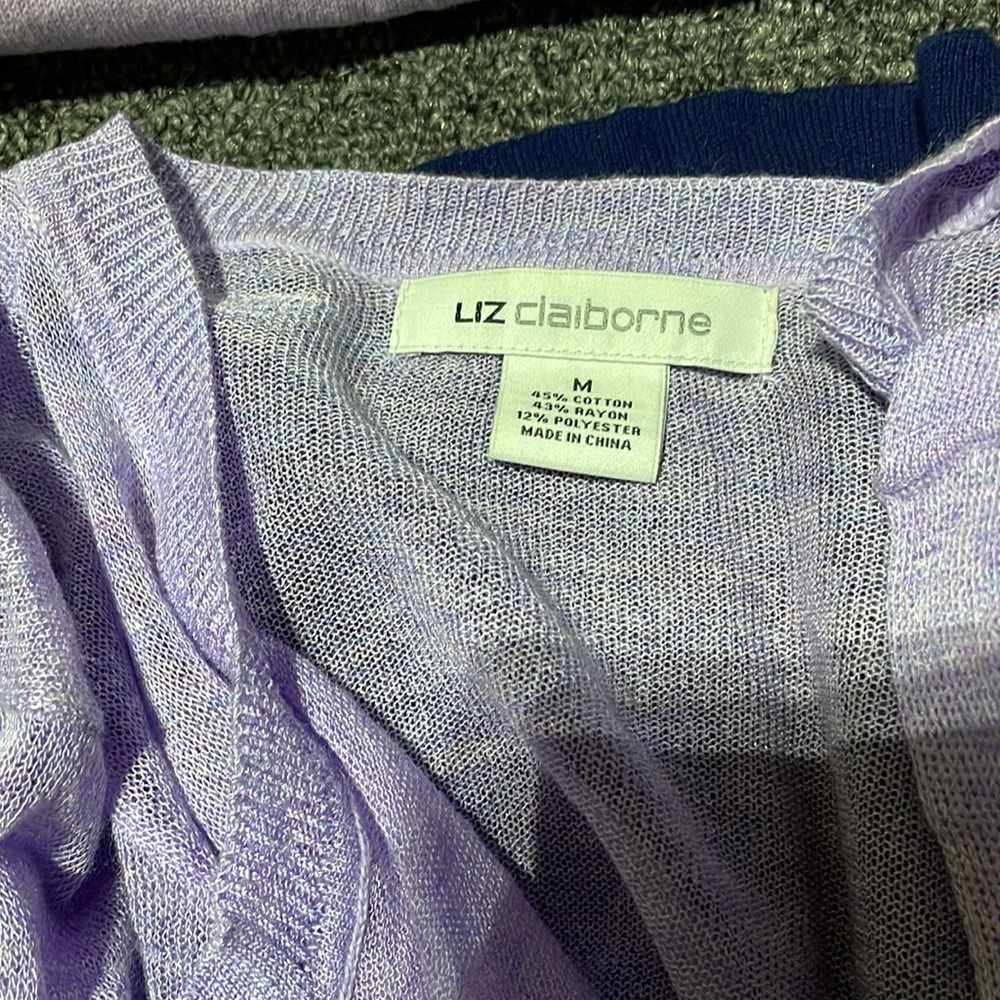 LIZ claiborne
M
45% COTTON
43% RAYON
12% POLYESTER
MADE IN CHINA